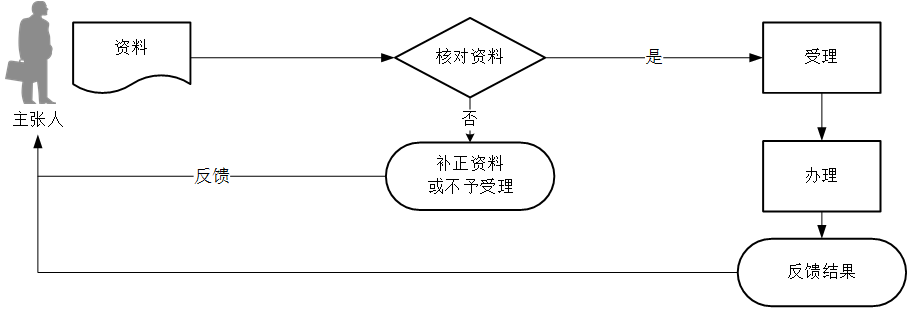 资料
核对资料
是
受理
主张人
否
补正资料
或不予受理
反馈
办理
反馈结果